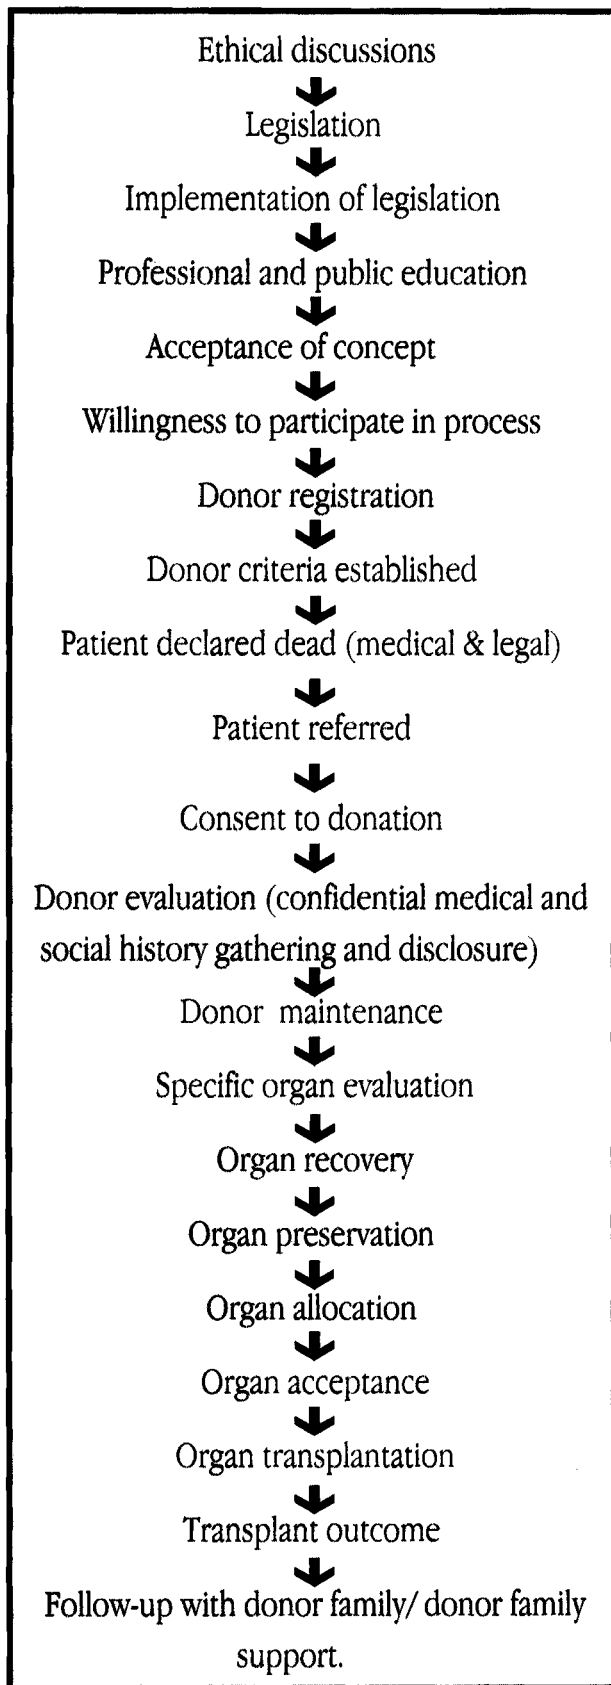 Ethical discussions
Legislation
Implementation of legislation
Professional and public education
Acceptance of concept
Willingness to participate in process
Donor registration
Donor criteria established
Patient declared dead (medical & legal)
Patient referred
Consent to donation
Donor evaluation (confidential medical and
social history gathering and disclosure)
Donor maintenance
Specific organ evaluation
Organ recovery
Organ preservation
Organ allocation
Organ acceptance
Organ transplantation
Transplant outcome
Follow-up with donor family/ donor family
support.